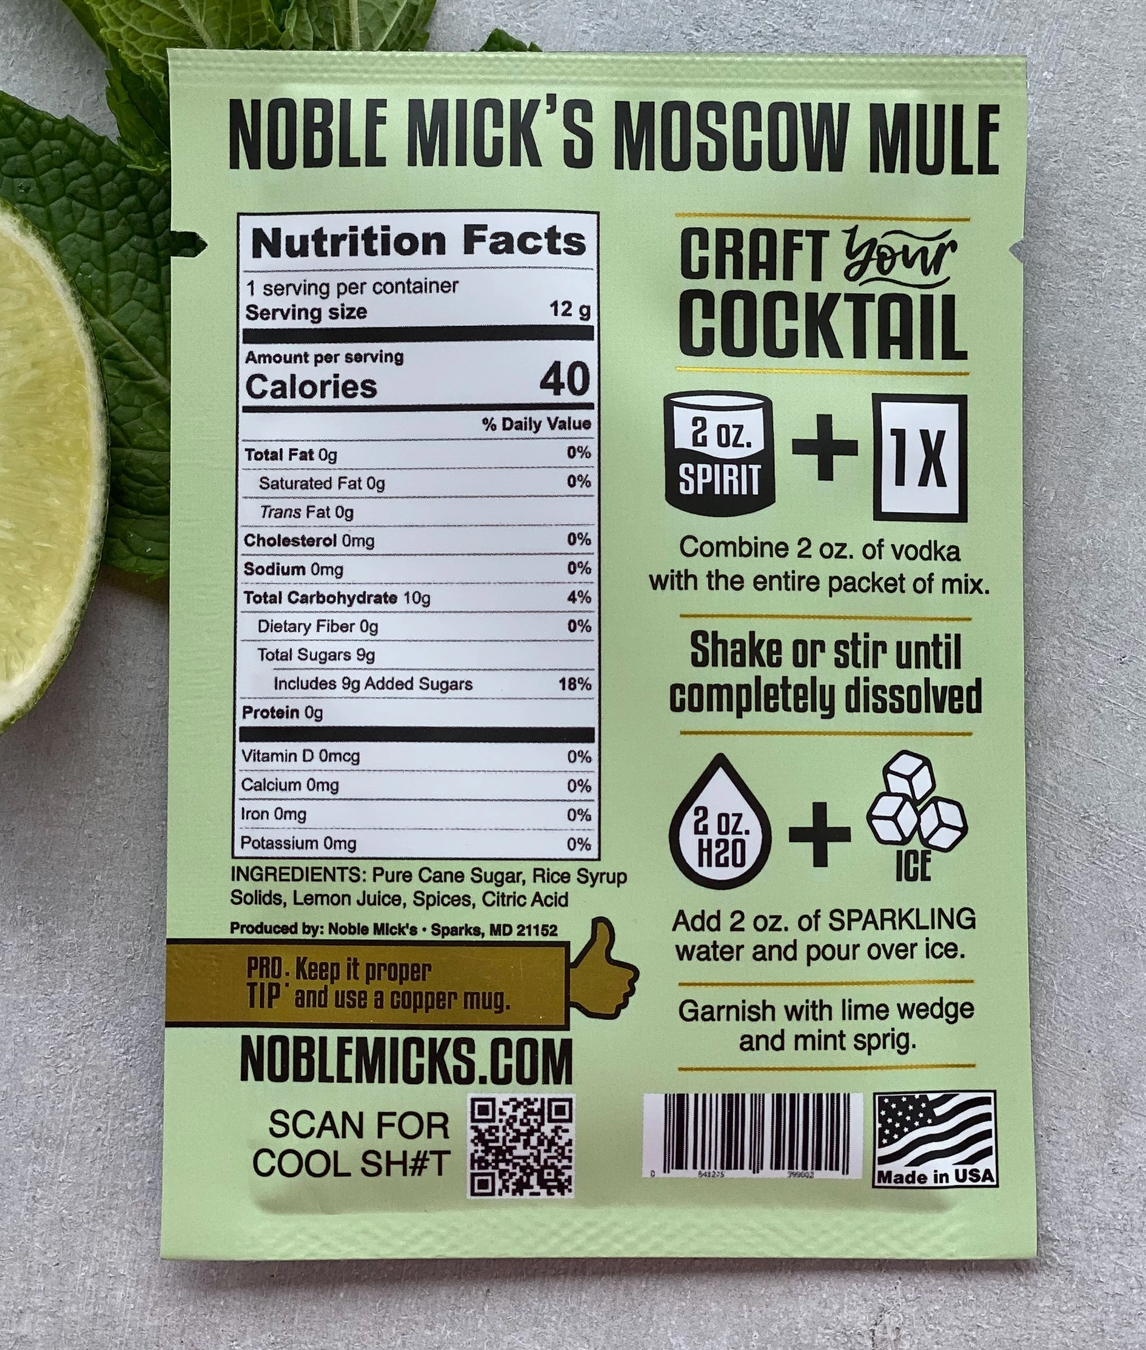 NOBLE MICK'S MOSCOW MULE
Nutrition Facts
1 serving per container
Serving size 12 g
Amount per serving
Calories 40
% Daily Value
Total Fat 0g 0%
Saturated Fat 0g 0%
Trans Fat 0g
Cholesterol 0mg 0%
Sodium 0mg 0%
Total Carbohydrate 10g 4%
Dietary Fiber 0g 0%
Total Sugars 9g
Includes 9g Added Sugars 18%
Protein 0g
Vitamin D 0mcg 0%
Calcium 0mg 0%
Iron 0mg 0%
Potassium 0mg 0%
INGREDIENTS: Pure Cane Sugar, Rice Syrup
Solids, Lemon Juice, Spices, Citric Acid
Produced by: Noble Mick's • Sparks, MD 21152
PRO. Keep it proper
TIP • and use a copper mug.
NOBLEMICKS.COM
SCAN FOR
COOL SH#T
CRAFT Your
COCKTAIL
2 OZ.
SPIRIT
+
1X
Combine 2 oz. of vodka
with the entire packet of mix.
Shake or stir until
completely dissolved
2 OZ.
H2O
+
ICE
Add 2 oz. of SPARKLING
water and pour over ice.
Garnish with lime wedge
and mint sprig.
Made in USA